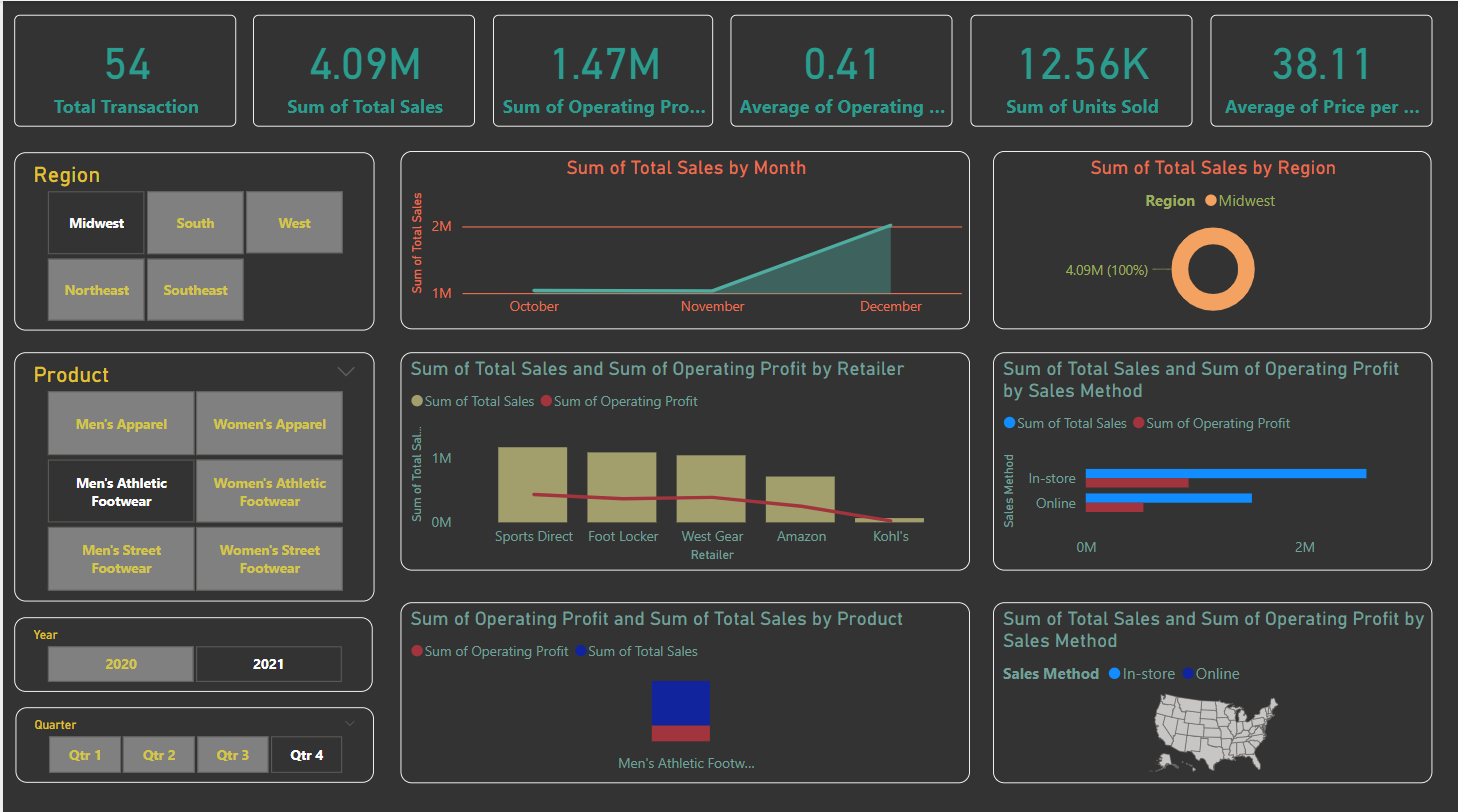 54
Total Transaction
4.09M
Sum of Total Sales
1.47M
Sum of Operating Pro...
0.41
Average of Operating ...
12.56K
Sum of Units Sold
38.11
Average of Price per ...
Region
Midwest
South
West
Northeast
Southeast
Sum of Total Sales by Month
Sum of Total Sales
2M
1M
October
November
December
Sum of Total Sales by Region
Region
Midwest
4.09M (100%)
Product
Men's Apparel
Women's Apparel
Men's Athletic
Footwear
Women's Athletic
Footwear
Men's Street
Footwear
Women's Street
Footwear
Sum of Total Sales and Sum of Operating Profit by Retailer
Sum of Total Sales
Sum of Operating Profit
Sum of Total Sal...
1M
0M
Sports Direct
Foot Locker
West Gear
Amazon
Kohl's
Retailer
Sum of Total Sales and Sum of Operating Profit
by Sales Method
Sum of Total Sales
Sum of Operating Profit
Sales Method
In-store
Online
0M
2M
Year
2020
2021
Quarter
Qtr 1
Qtr 2
Qtr 3
Qtr 4
Sum of Operating Profit and Sum of Total Sales by Product
Sum of Operating Profit
Sum of Total Sales
Men's Athletic Footw...
Sum of Total Sales and Sum of Operating Profit by
Sales Method
Sales Method
In-store
Online